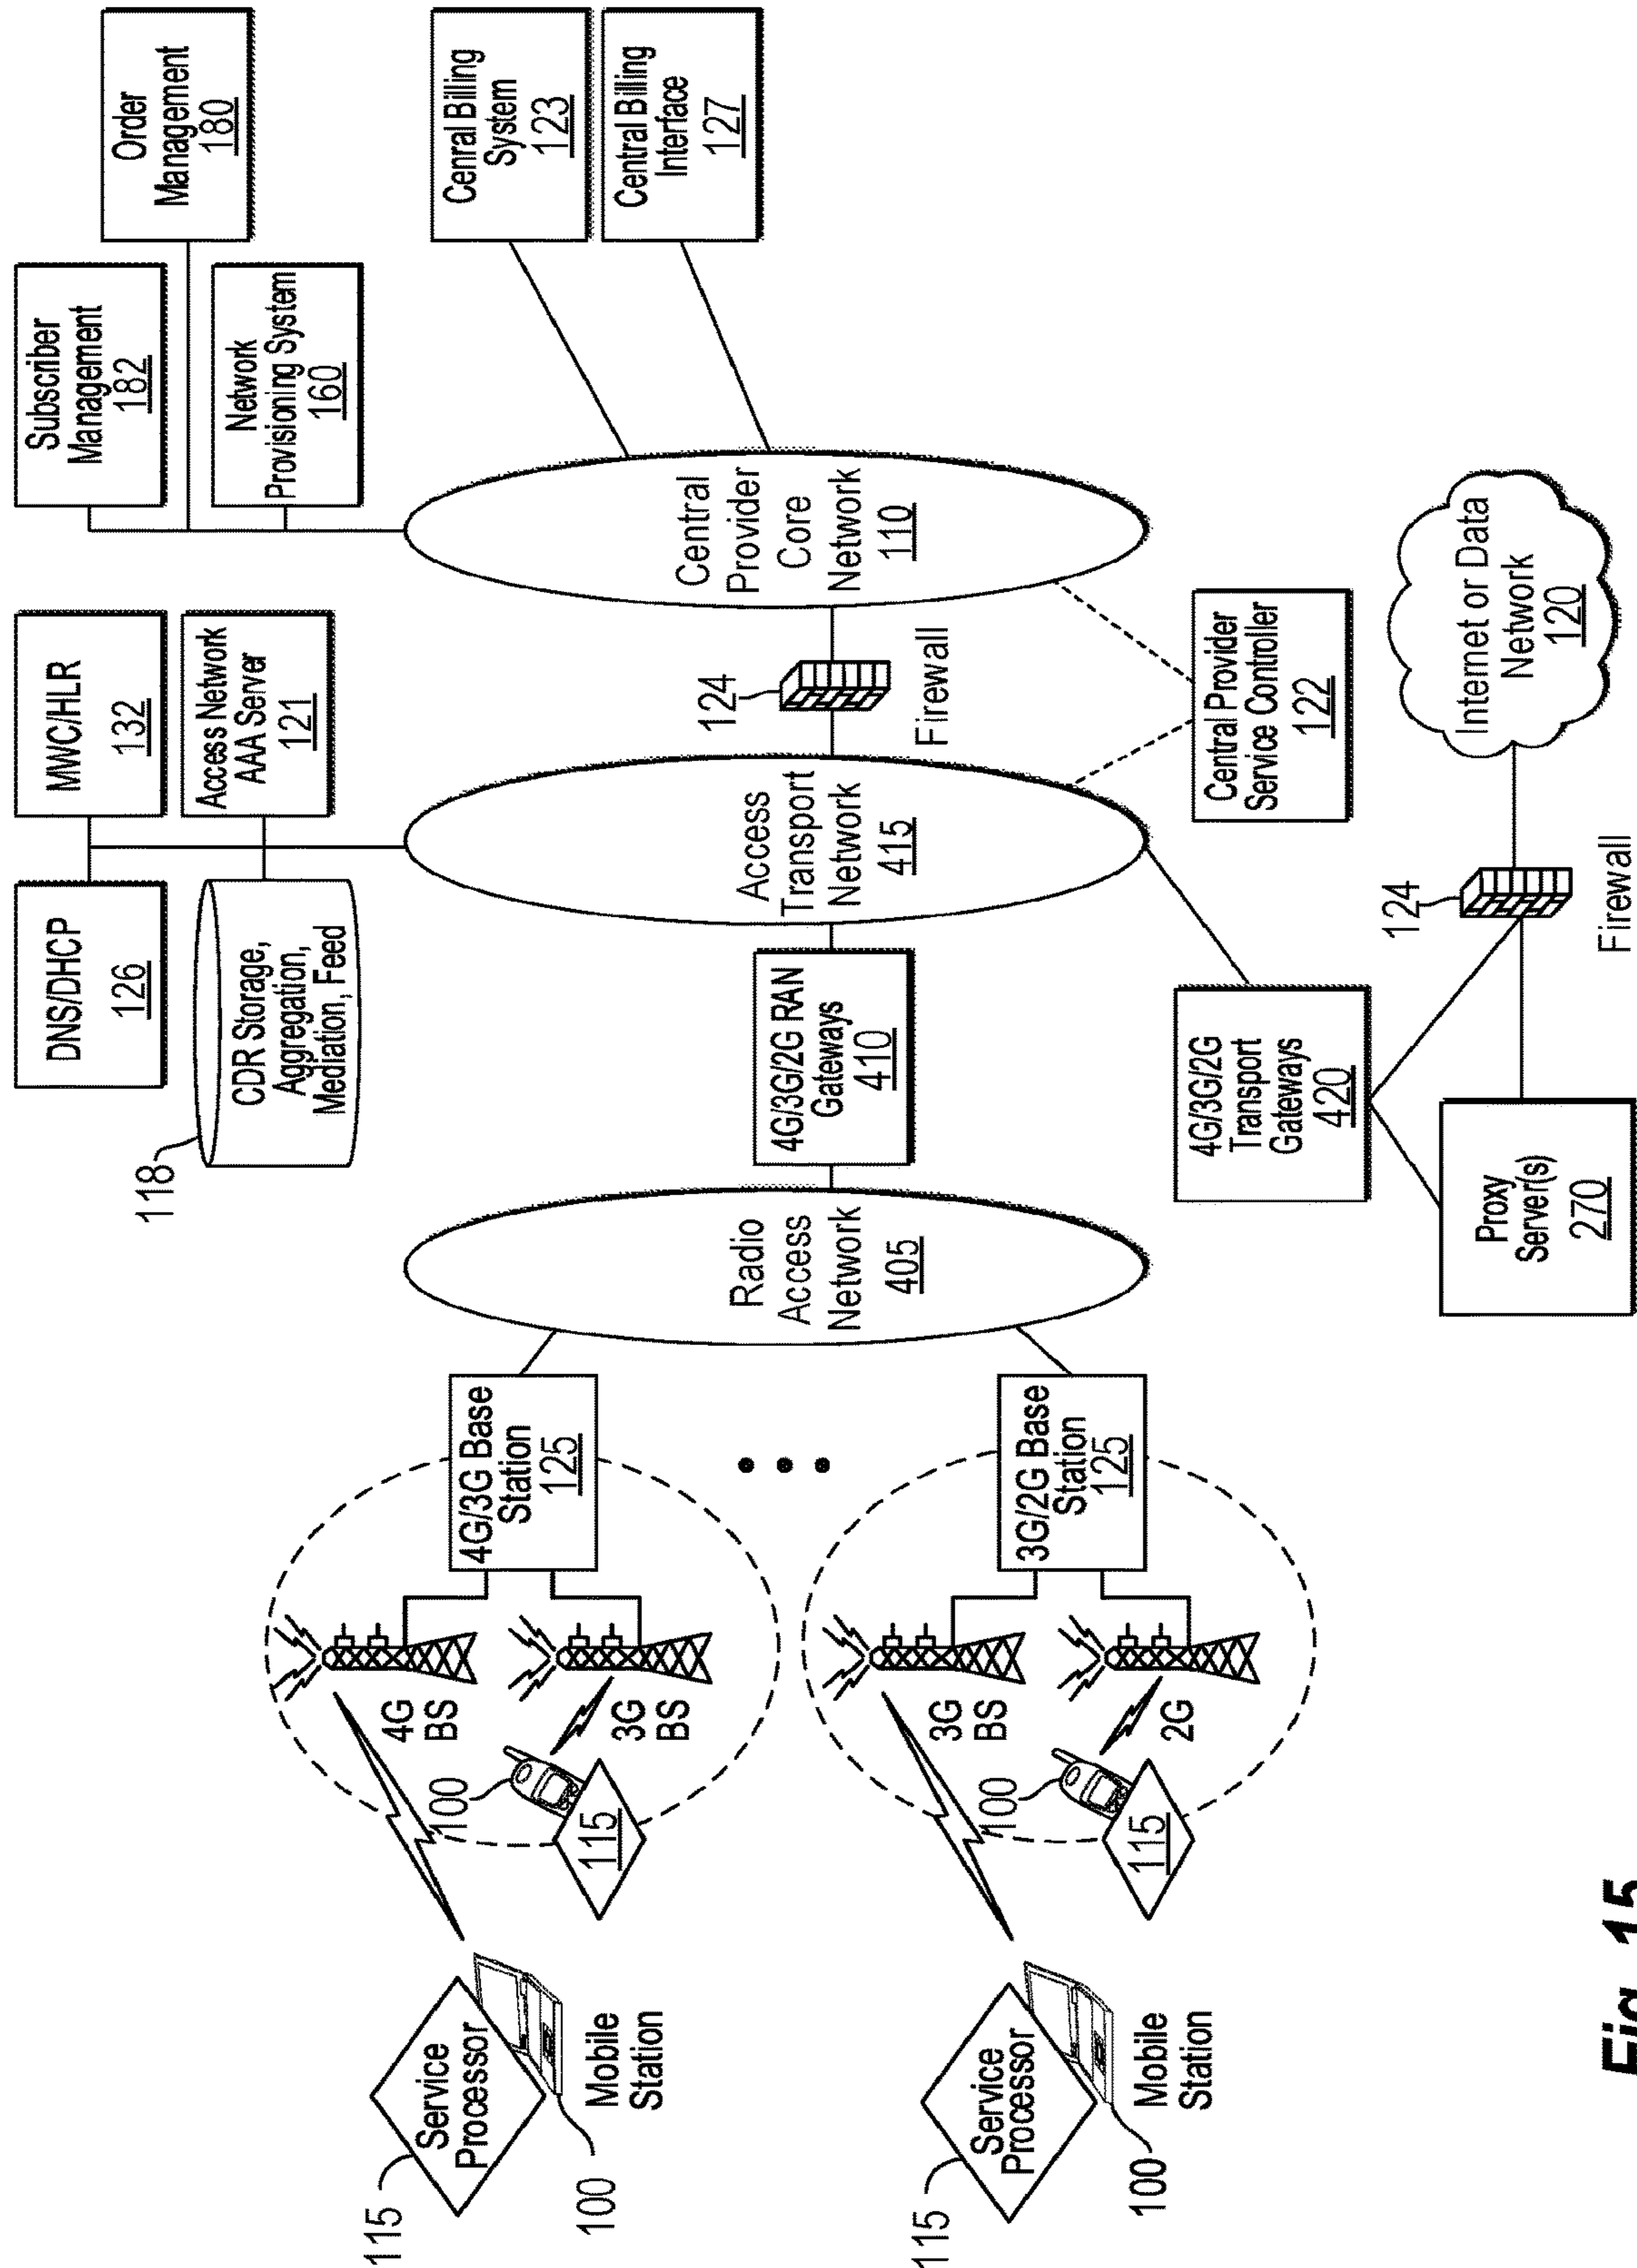 DNS/DHCP
126
MWC/HLR
132
Subscriber
Management
182
Order
Management
180
118
CDR Storage,
Aggregation,
Mediation, Feed
Access Network
AAA Server
121
Network
Provisioning System
160
Cenral Billing
System
123
Central Billing
Interface
127
115
Service
Processor
100
Mobile
Station
4G
BS
100
115
3G
BS
4G/3G Base
Station
125
Radio
Access
Network
405
4G/3G/2G RAN
Gateways
410
Access
Transport
Network
415
124
Firewall
Central
Provider
Core
Network
110
115
Service
Processor
100
Mobile
Station
3G
BS
100
115
2G
3G/2G Base
Station
125
4G/3G/2G
Transport
Gateways
420
Central Provider
Service Controller
122
Proxy
Server(s)
270
124
Firewall
Internet or Data
Network
120
Fig. 15